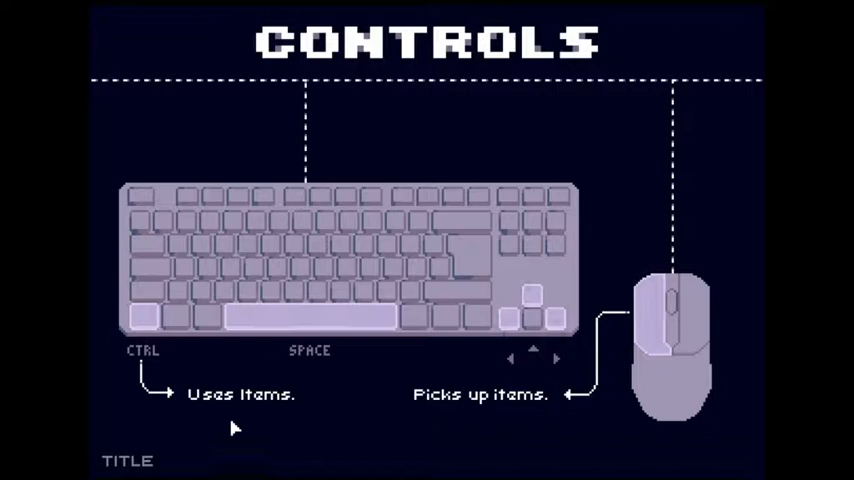 CONTROLS
CTRL
SPACE
Uses Items.
Picks up items.
TITLE